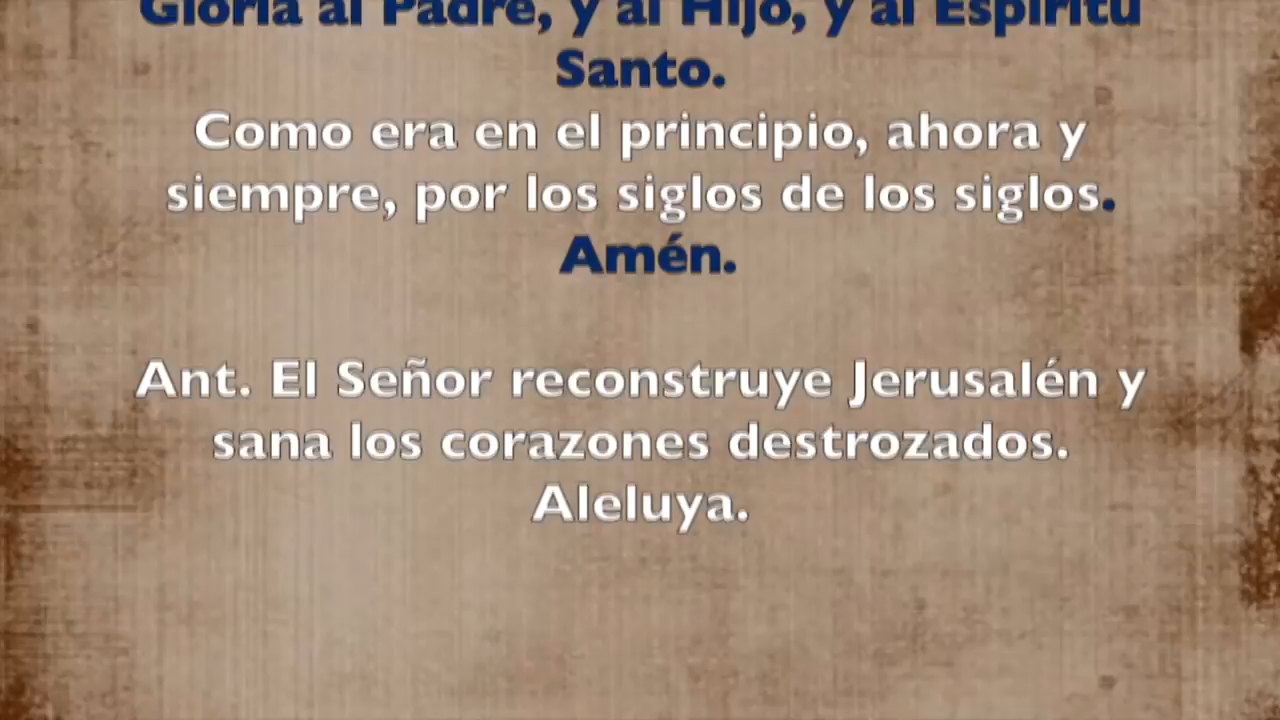 Gloria al Padre, y al Hijo, y al Espíritu
Santo.
Como era en el principio, ahora y
siempre, por los siglos de los siglos.
Amén.
Ant. El Señor reconstruye Jerusalén y
sana los corazones destrozados.
Aleluya.